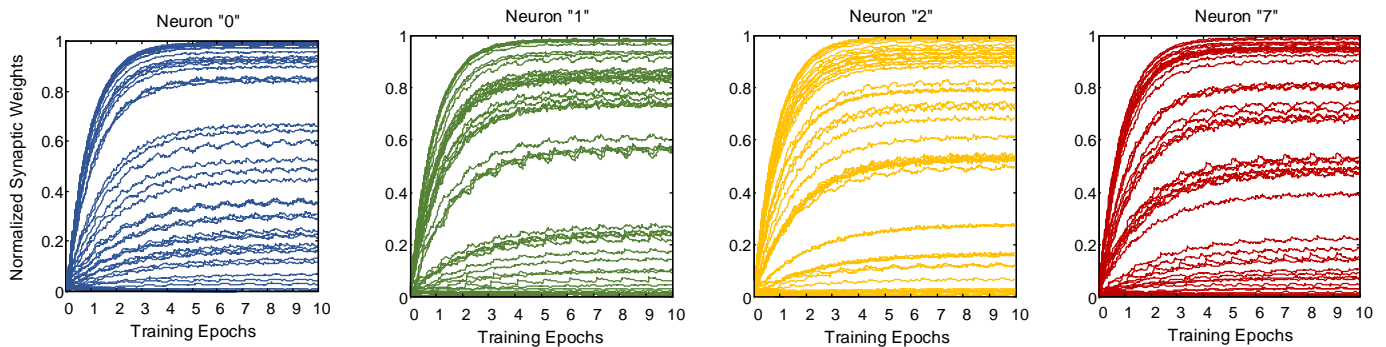 Neuron "0"
Neuron "1"
Neuron "2"
Neuron "7"
Normalized Synaptic Weights
1
0.8
0.6
0.4
0.2
0
0 1 2 3 4 5 6 7 8 9 10
Training Epochs
1
0.8
0.6
0.4
0.2
0
0 1 2 3 4 5 6 7 8 9 10
Training Epochs
1
0.8
0.6
0.4
0.2
0
0 1 2 3 4 5 6 7 8 9 10
Training Epochs
1
0.8
0.6
0.4
0.2
0
0 1 2 3 4 5 6 7 8 9 10
Training Epochs